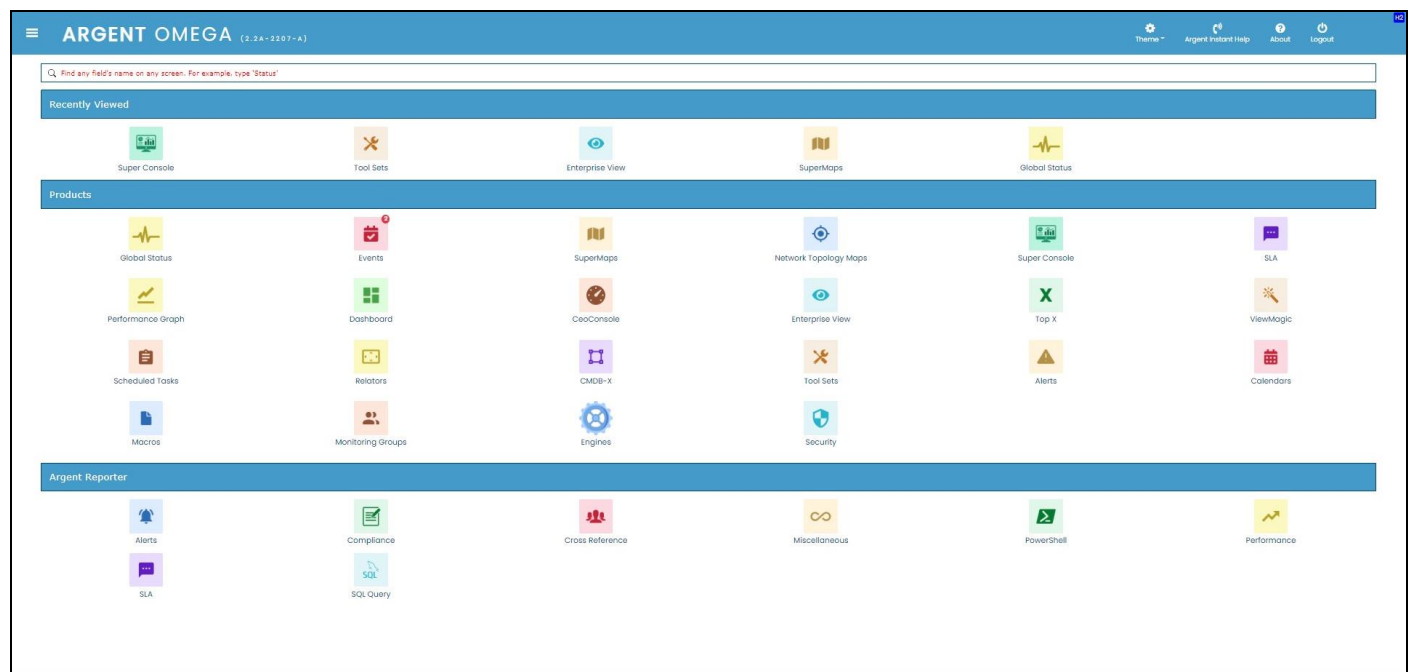 ARGENT OMEGA (2.2A-2207-A)
Theme
Argent Instant Help
About
Logout
H2
Find any field's name on any screen. For example, type 'Status'
Recently Viewed
Super Console
Tool Sets
Enterprise View
SuperMaps
Global Status
Products
Global Status
Events
SuperMaps
Network Topology Maps
Super Console
SLA
Performance Graph
Dashboard
CeoConsole
Enterprise View
Top X
ViewMagic
Scheduled Tasks
Relators
CMDB-X
Tool Sets
Alerts
Calendars
Macros
Monitoring Groups
Engines
Security
Argent Reporter
Alerts
Compliance
Cross Reference
Miscellaneous
PowerShell
Performance
SQL
SLA
SQL Query